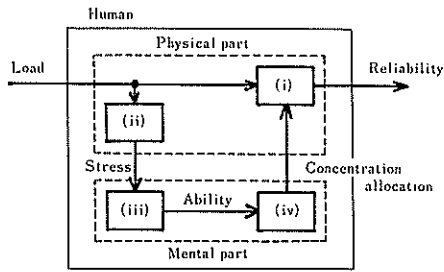 Human
Physical part
Load
(i)
Reliability
(ii)
Stress
Concentration
allocation
(iii)
Ability
(iv)
Mental part